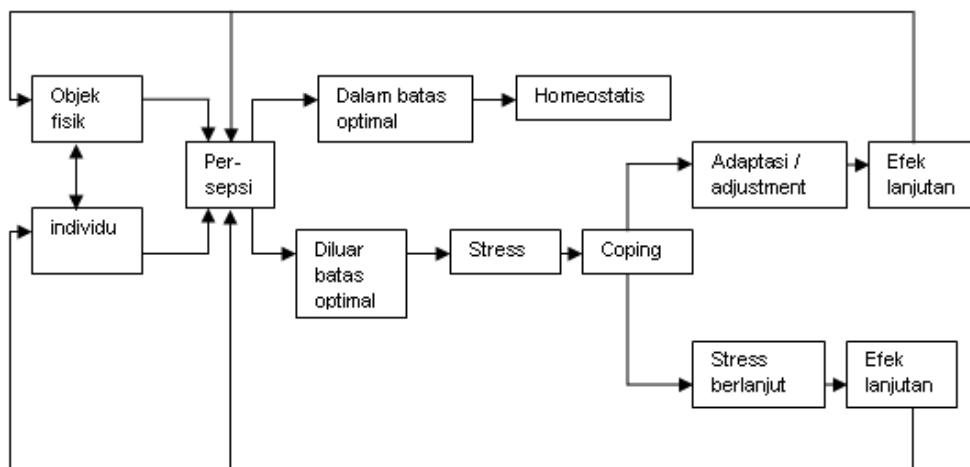 Objek
fisik
Dalam batas
optimal
Homeostatis
Per-
sepsi
Adaptasi /
adjustment
Efek
lanjutan
individu
Diluar
batas
optimal
Stress
Coping
Stress
berlanjut
Efek
lanjutan